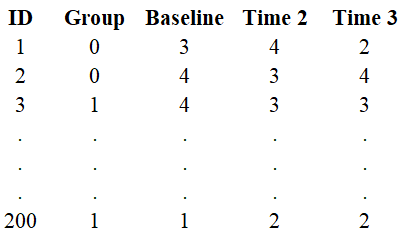 ID Group Baseline Time 2 Time 3
1 0 3 4 2
2 0 4 3 4
3 1 4 3 3
. . . . .
. . . . .
. . . . .
200 1 1 2 2